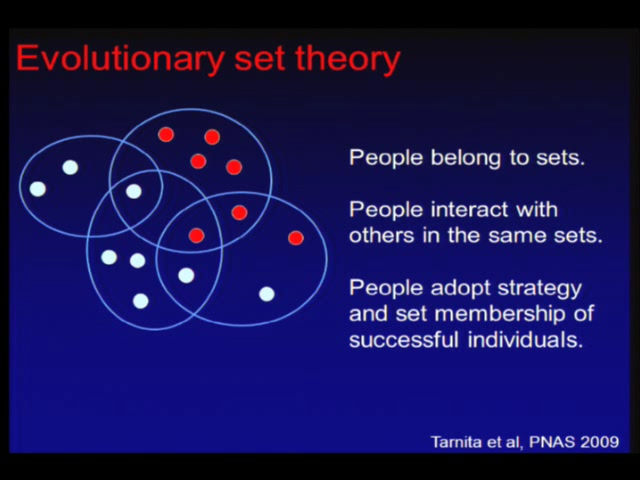 Evolutionary set theory
People belong to sets.
People interact with
others in the same sets.
People adopt strategy
and set membership of
successful individuals.
Tarnita et al, PNAS 2009